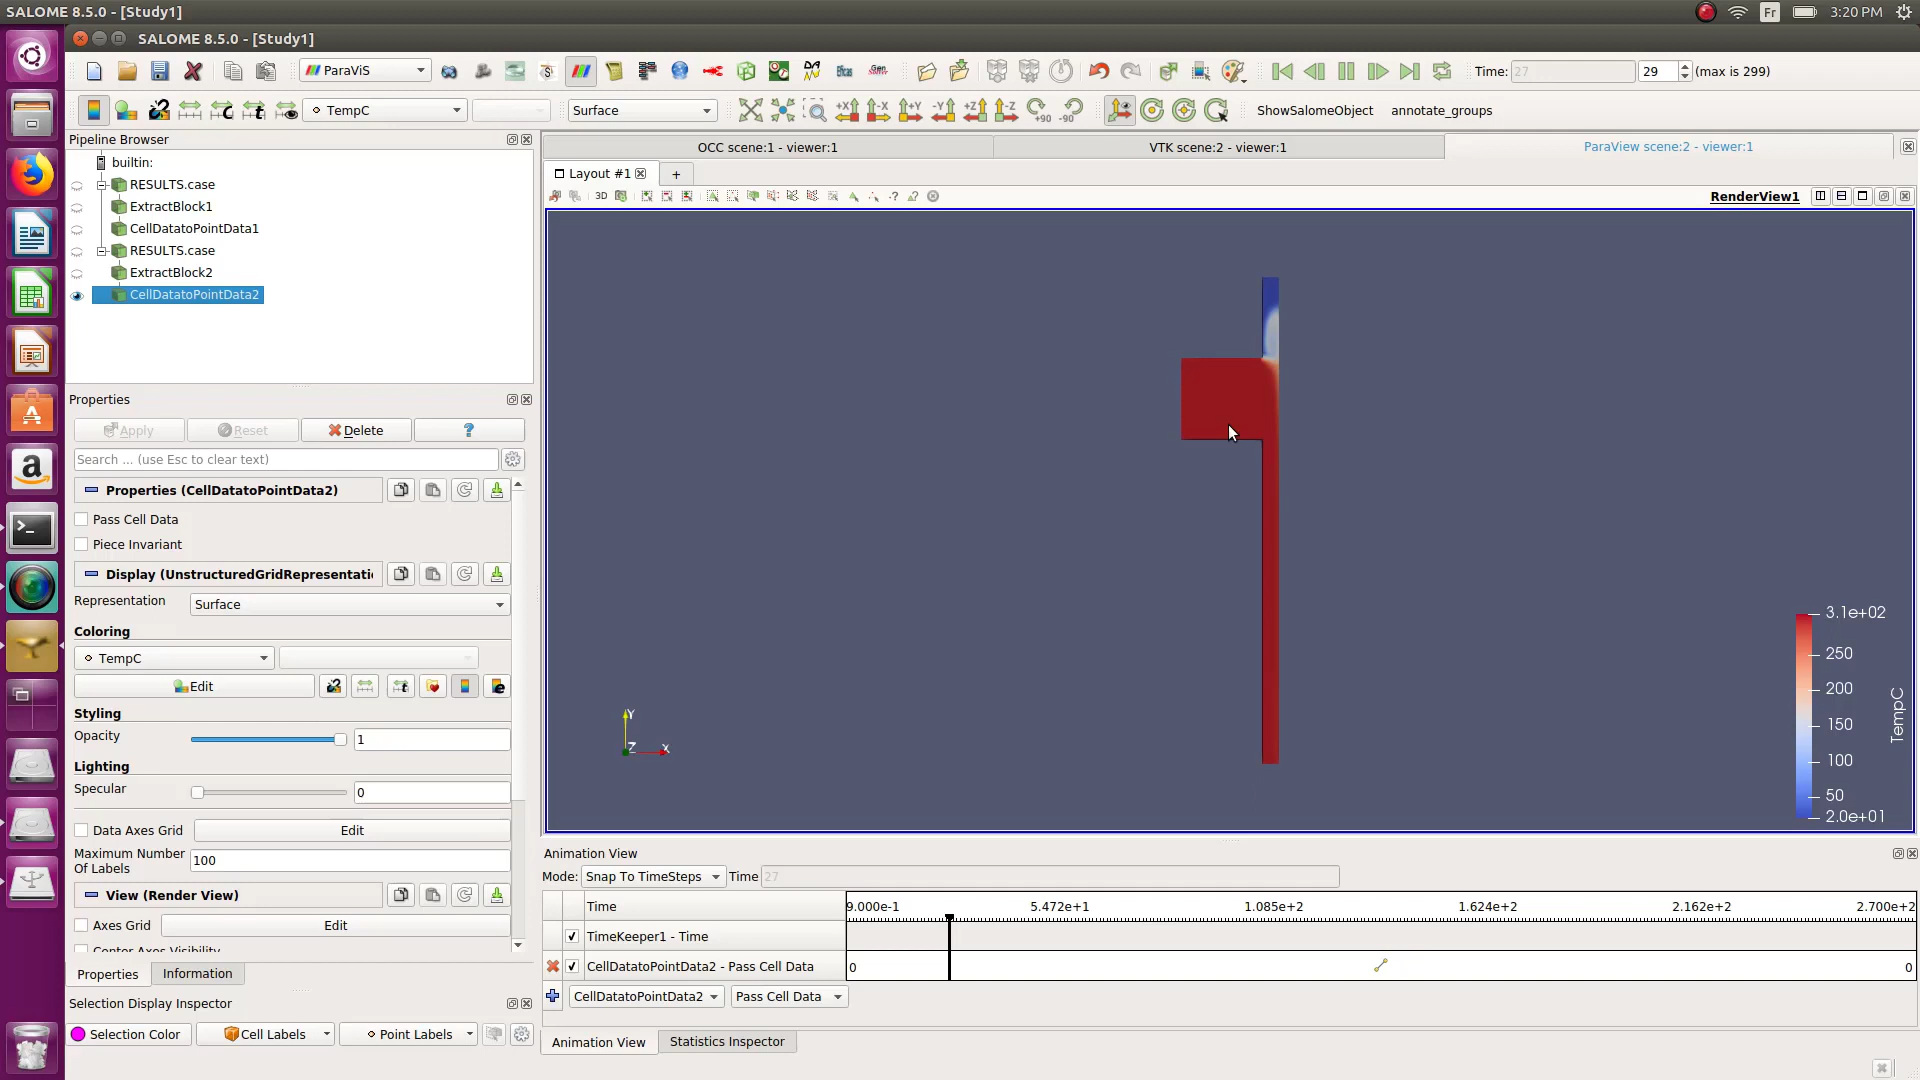 SALOME 8.5.0 - [Study1]
Fr
3:20 PM
SALOME 8.5.0 - [Study1]
ParaViS
Time: 27
29
(max is 299)
TempC
Surface
+X
-X
+Y
-Y
+Z
-Z
+90
-90
ShowSalomeObject
annotate_groups
Pipeline Browser
builtin:
RESULTS.case
ExtractBlock1
CellDatatoPointData1
RESULTS.case
ExtractBlock2
CellDatatoPointData2
OCC scene:1 - viewer:1
VTK scene:2 - viewer:1
ParaView scene:2 - viewer:1
Layout #1
+
3D
RenderView1
Properties
Apply
Reset
Delete
?
Search ... (use Esc to clear text)
Properties (CellDatatoPointData2)
Pass Cell Data
Piece Invariant
Display (UnstructuredGridRepresentatio
Representation
Surface
Coloring
TempC
Edit
Styling
Opacity
1
Lighting
Specular
0
Data Axes Grid
Edit
Maximum Number
Of Labels
100
View (Render View)
Axes Grid
Edit
Center Axes Visibility
Properties
Information
Selection Display Inspector
Selection Color
Cell Labels
Point Labels
Y
Z
X
3.1e+02
250
200
150
100
50
2.0e+01
TempC
Animation View
Mode:
Snap To TimeSteps
Time
27
Time
9.000e-1
5.472e+1
1.085e+2
1.624e+2
2.162e+2
2.700e+2
TimeKeeper1 - Time
CellDatatoPointData2 - Pass Cell Data
0
0
CellDatatoPointData2
Pass Cell Data
Animation View
Statistics Inspector